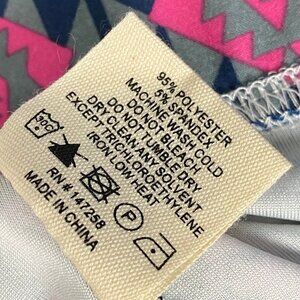 95% POLYESTER
5% SPANDEX
MACHINE WASH COLD
DO NOT BLEACH
DO NOT TUMBLE DRY
DRY CLEAN ANY SOLVENT
EXCEPT TRICHLOROETHYLENE
IRON LOW HEAT
30C
P
RN# 147258
MADE IN CHINA